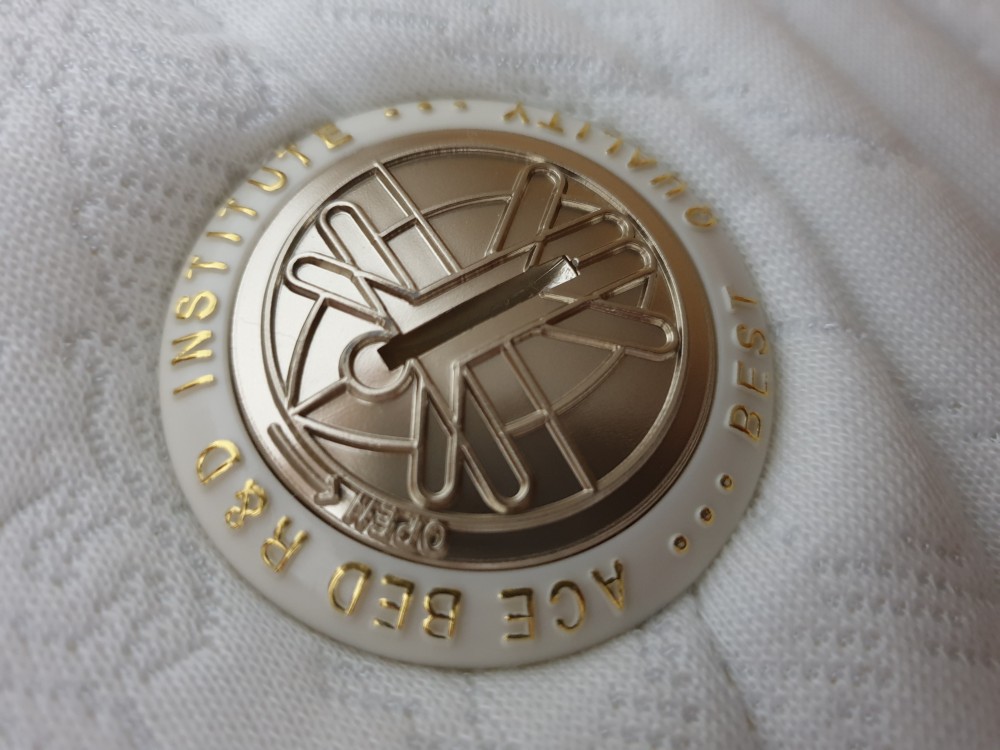 ACE BED R&D INSTITUTE ••• QUALITY BEST •••
OPEN